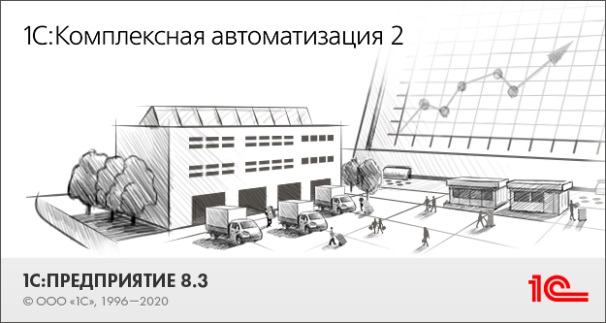 1С:Комплексная автоматизация 2
1С:ПРЕДПРИЯТИЕ 8.3
© ООО «1С», 1996—2020
1С